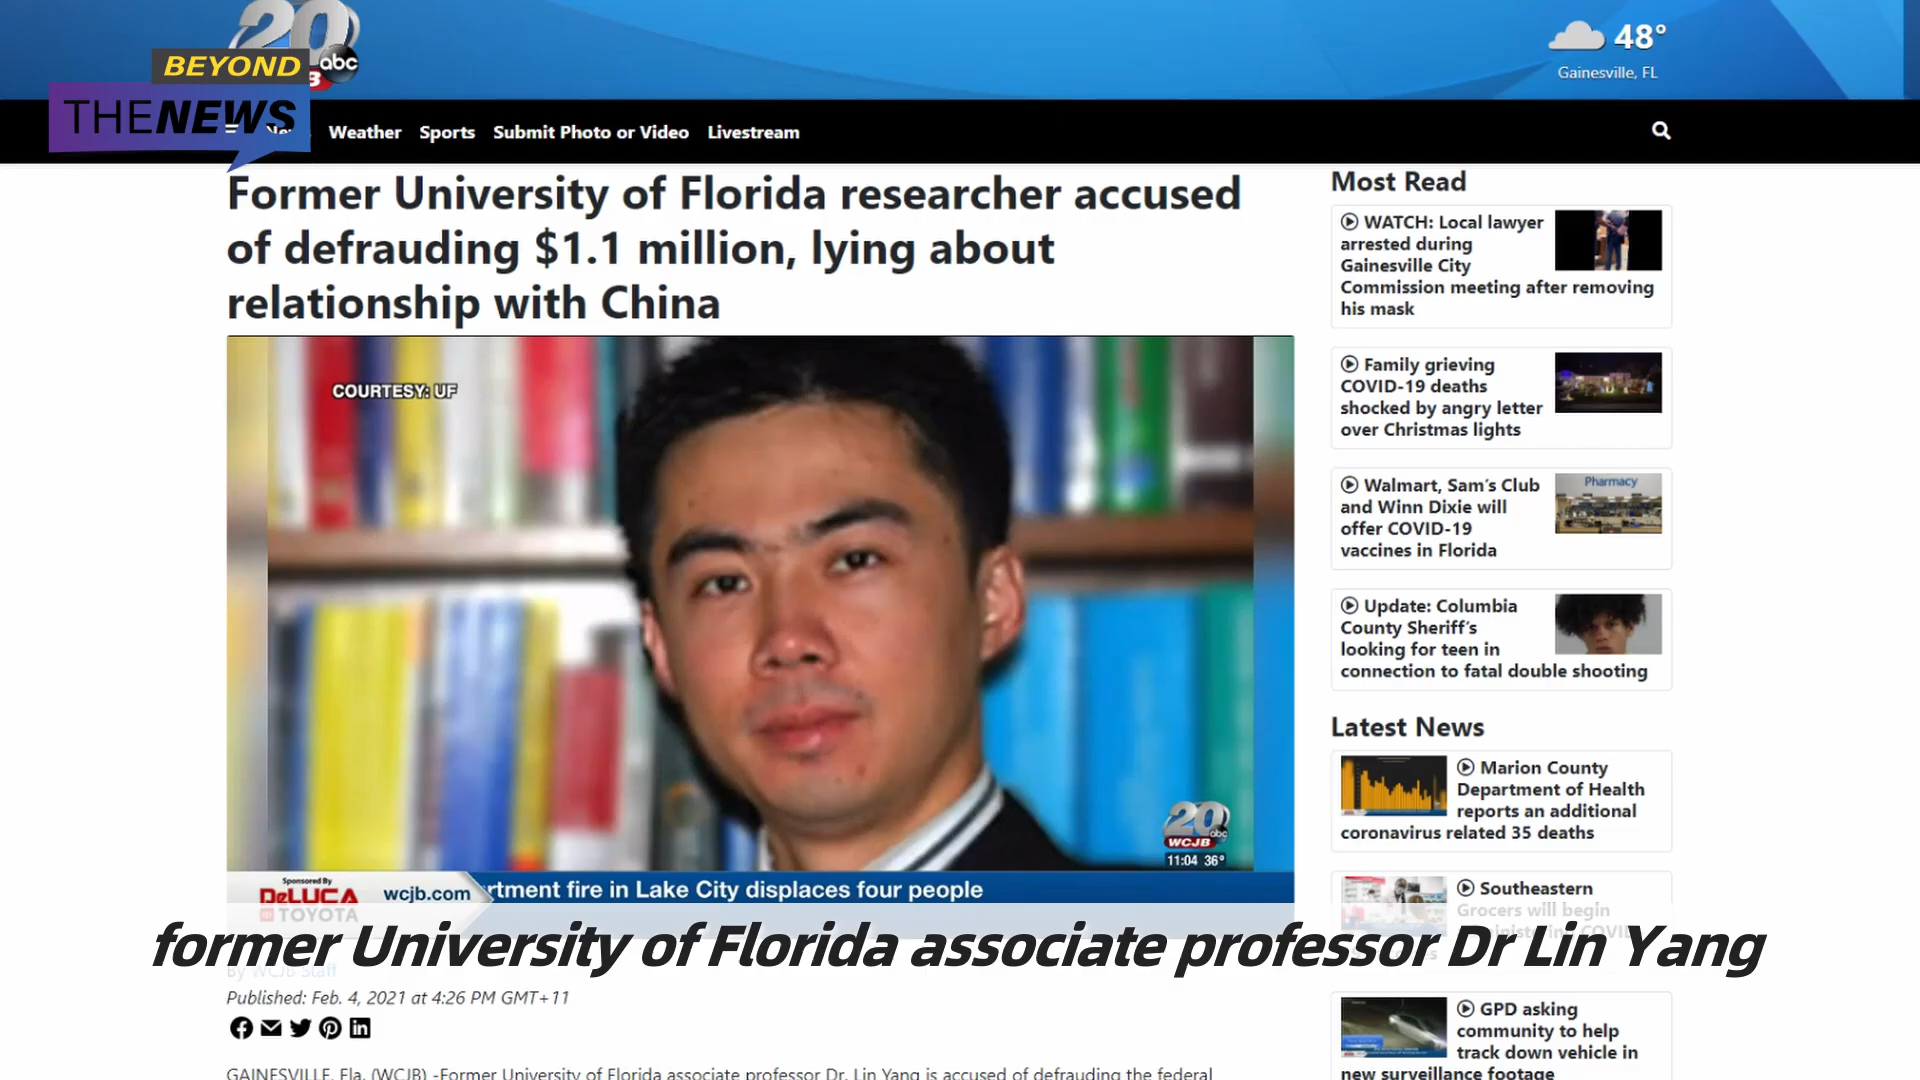 20
abc
BEYOND
THENEWS
48°
Gainesville, FL
Weather Sports Submit Photo or Video Livestream
Former University of Florida researcher accused
of defrauding $1.1 million, lying about
relationship with China
COURTESY: UF
20
abc
WCJB
11:04 36°
Sponsored By
DeLUCA
TOYOTA
wcjb.com
rtment fire in Lake City displaces four people
former University of Florida associate professor Dr Lin Yang
By WCJB Staff
Published: Feb. 4, 2021 at 4:26 PM GMT+11
GAINESVILLE, Fla. (WCJB) -Former University of Florida associate professor Dr. Lin Yang is accused of defrauding the federal
Most Read
WATCH: Local lawyer
arrested during
Gainesville City
Commission meeting after removing
his mask
Family grieving
COVID-19 deaths
shocked by angry letter
over Christmas lights
Walmart, Sam's Club
and Winn Dixie will
offer COVID-19
vaccines in Florida
Pharmacy
Update: Columbia
County Sheriff's
looking for teen in
connection to fatal double shooting
Latest News
Marion County
Department of Health
reports an additional
coronavirus related 35 deaths
Southeastern
Grocers will begin
GPD asking
community to help
track down vehicle in
new surveillance footage